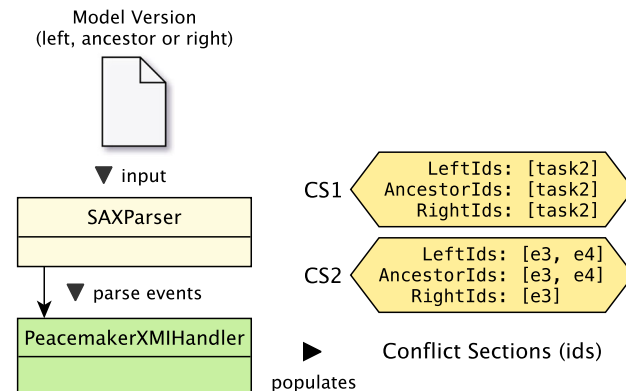 Model Version
(left, ancestor or right)
input
SAXParser
parse events
PeacemakerXMIHandler
populates
CS1
LeftIds: [task2]
AncestorIds: [task2]
RightIds: [task2]
CS2
LeftIds: [e3, e4]
AncestorIds: [e3, e4]
RightIds: [e3]
Conflict Sections (ids)